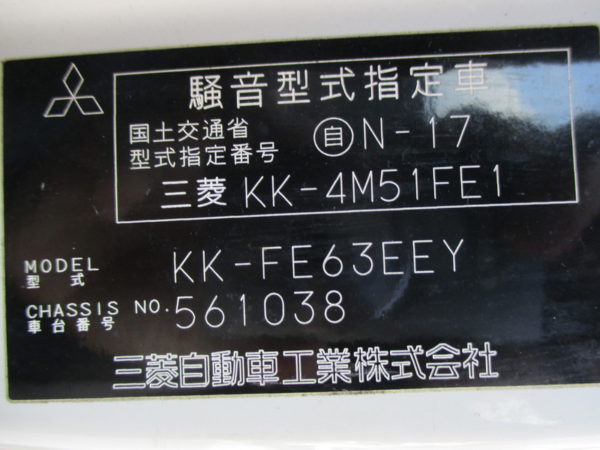 騒音型式指定車
国土交通省
型式指定番号
自N-17
三菱 KK-4M51FE1
MODEL KK-FE63EEY
型式
CHASSIS NO. 561038
車台番号
三菱自動車工業株式会社